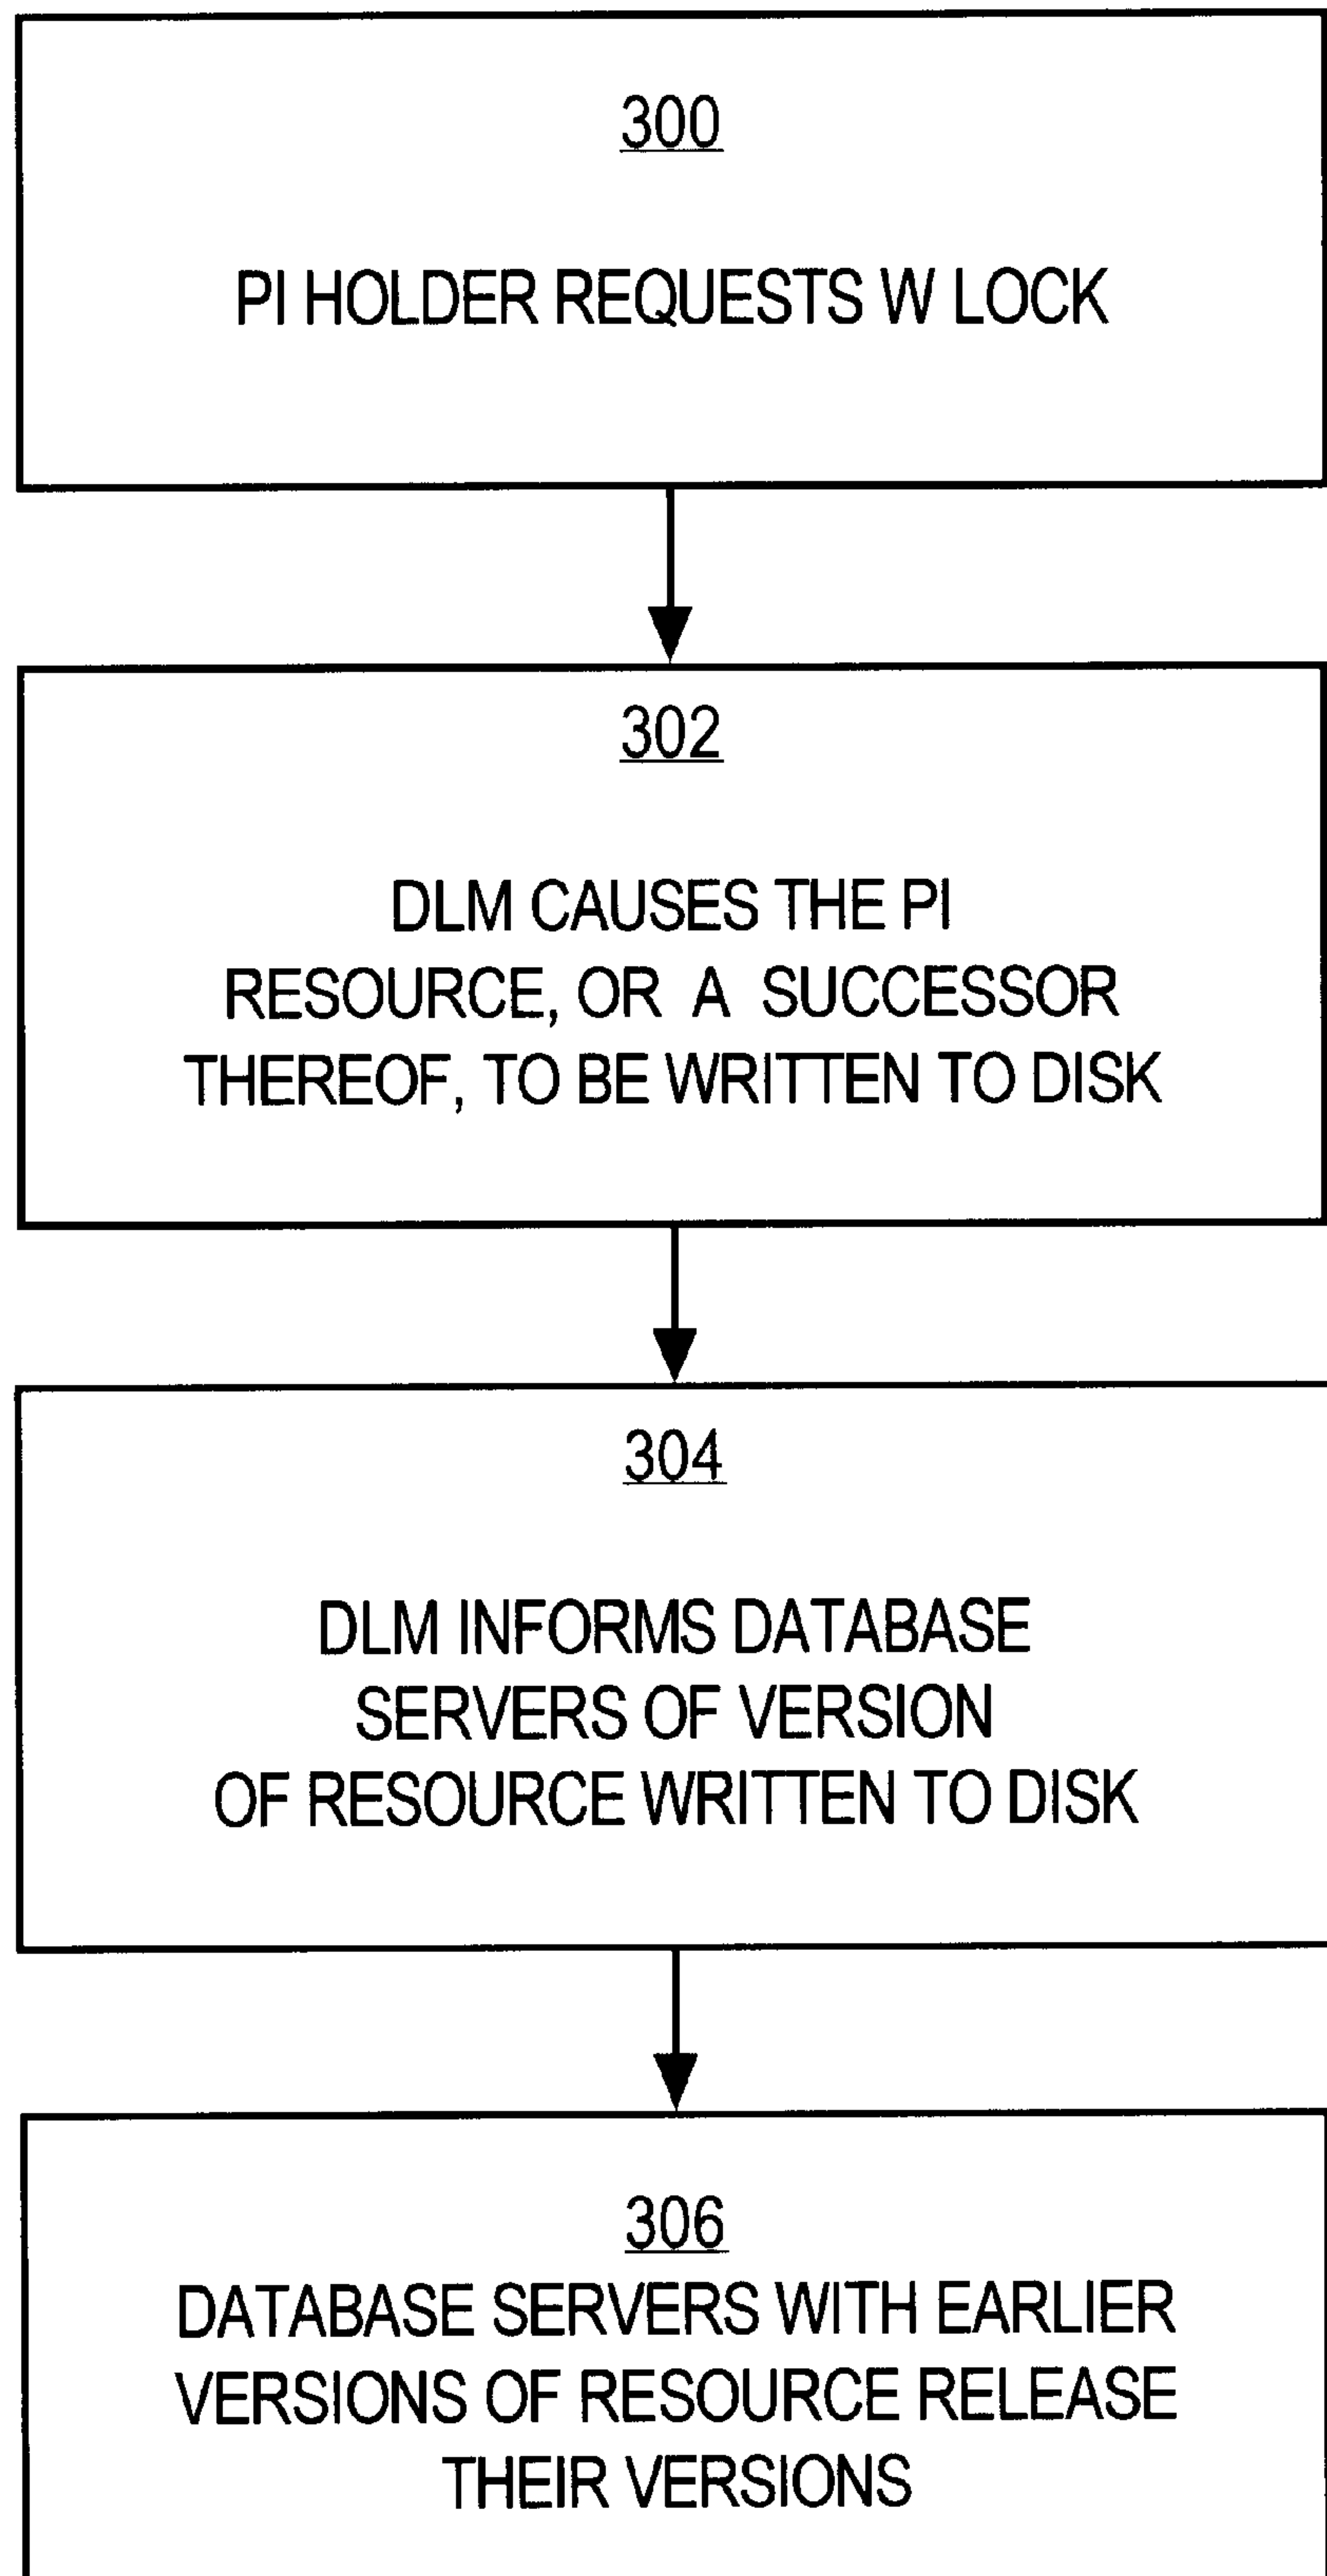 300
PI HOLDER REQUESTS W LOCK
302
DLM CAUSES THE PI
RESOURCE, OR A SUCCESSOR
THEREOF, TO BE WRITTEN TO DISK
304
DLM INFORMS DATABASE
SERVERS OF VERSION
OF RESOURCE WRITTEN TO DISK
306
DATABASE SERVERS WITH EARLIER
VERSIONS OF RESOURCE RELEASE
THEIR VERSIONS